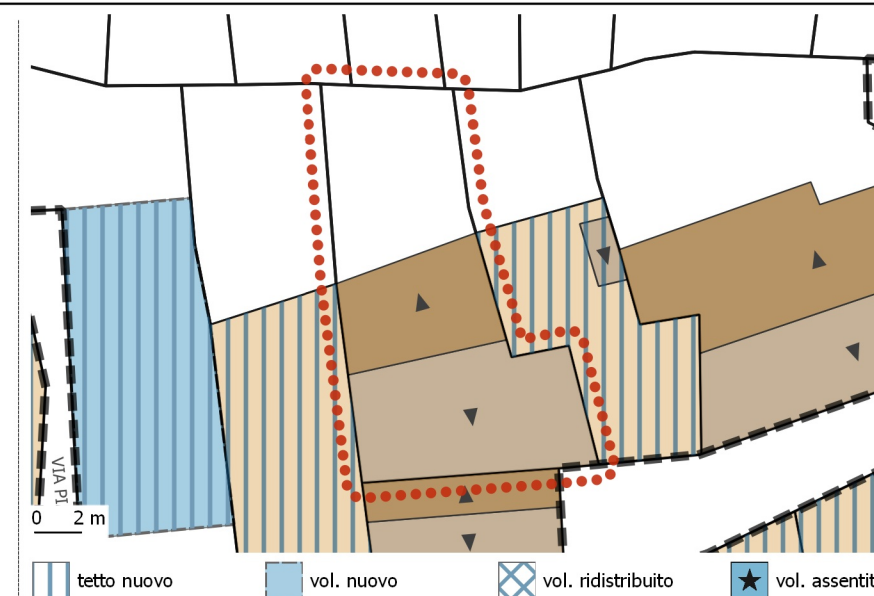 VIA PI
0 2 m
tetto nuovo
vol. nuovo
vol. ridistribuito
vol. assentit